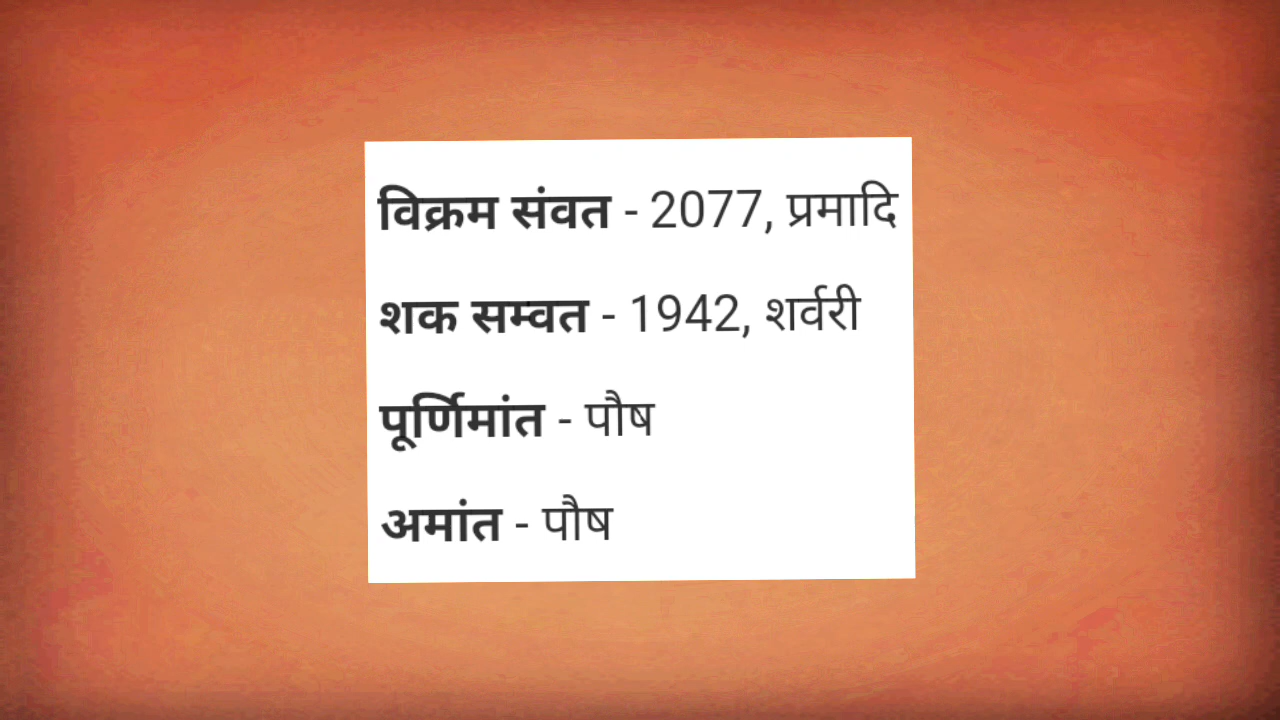 विक्रम संवत - 2077, प्रमादि
शक सम्वत - 1942, शर्वरी
पूर्णिमांत - पौष
अमांत - पौष